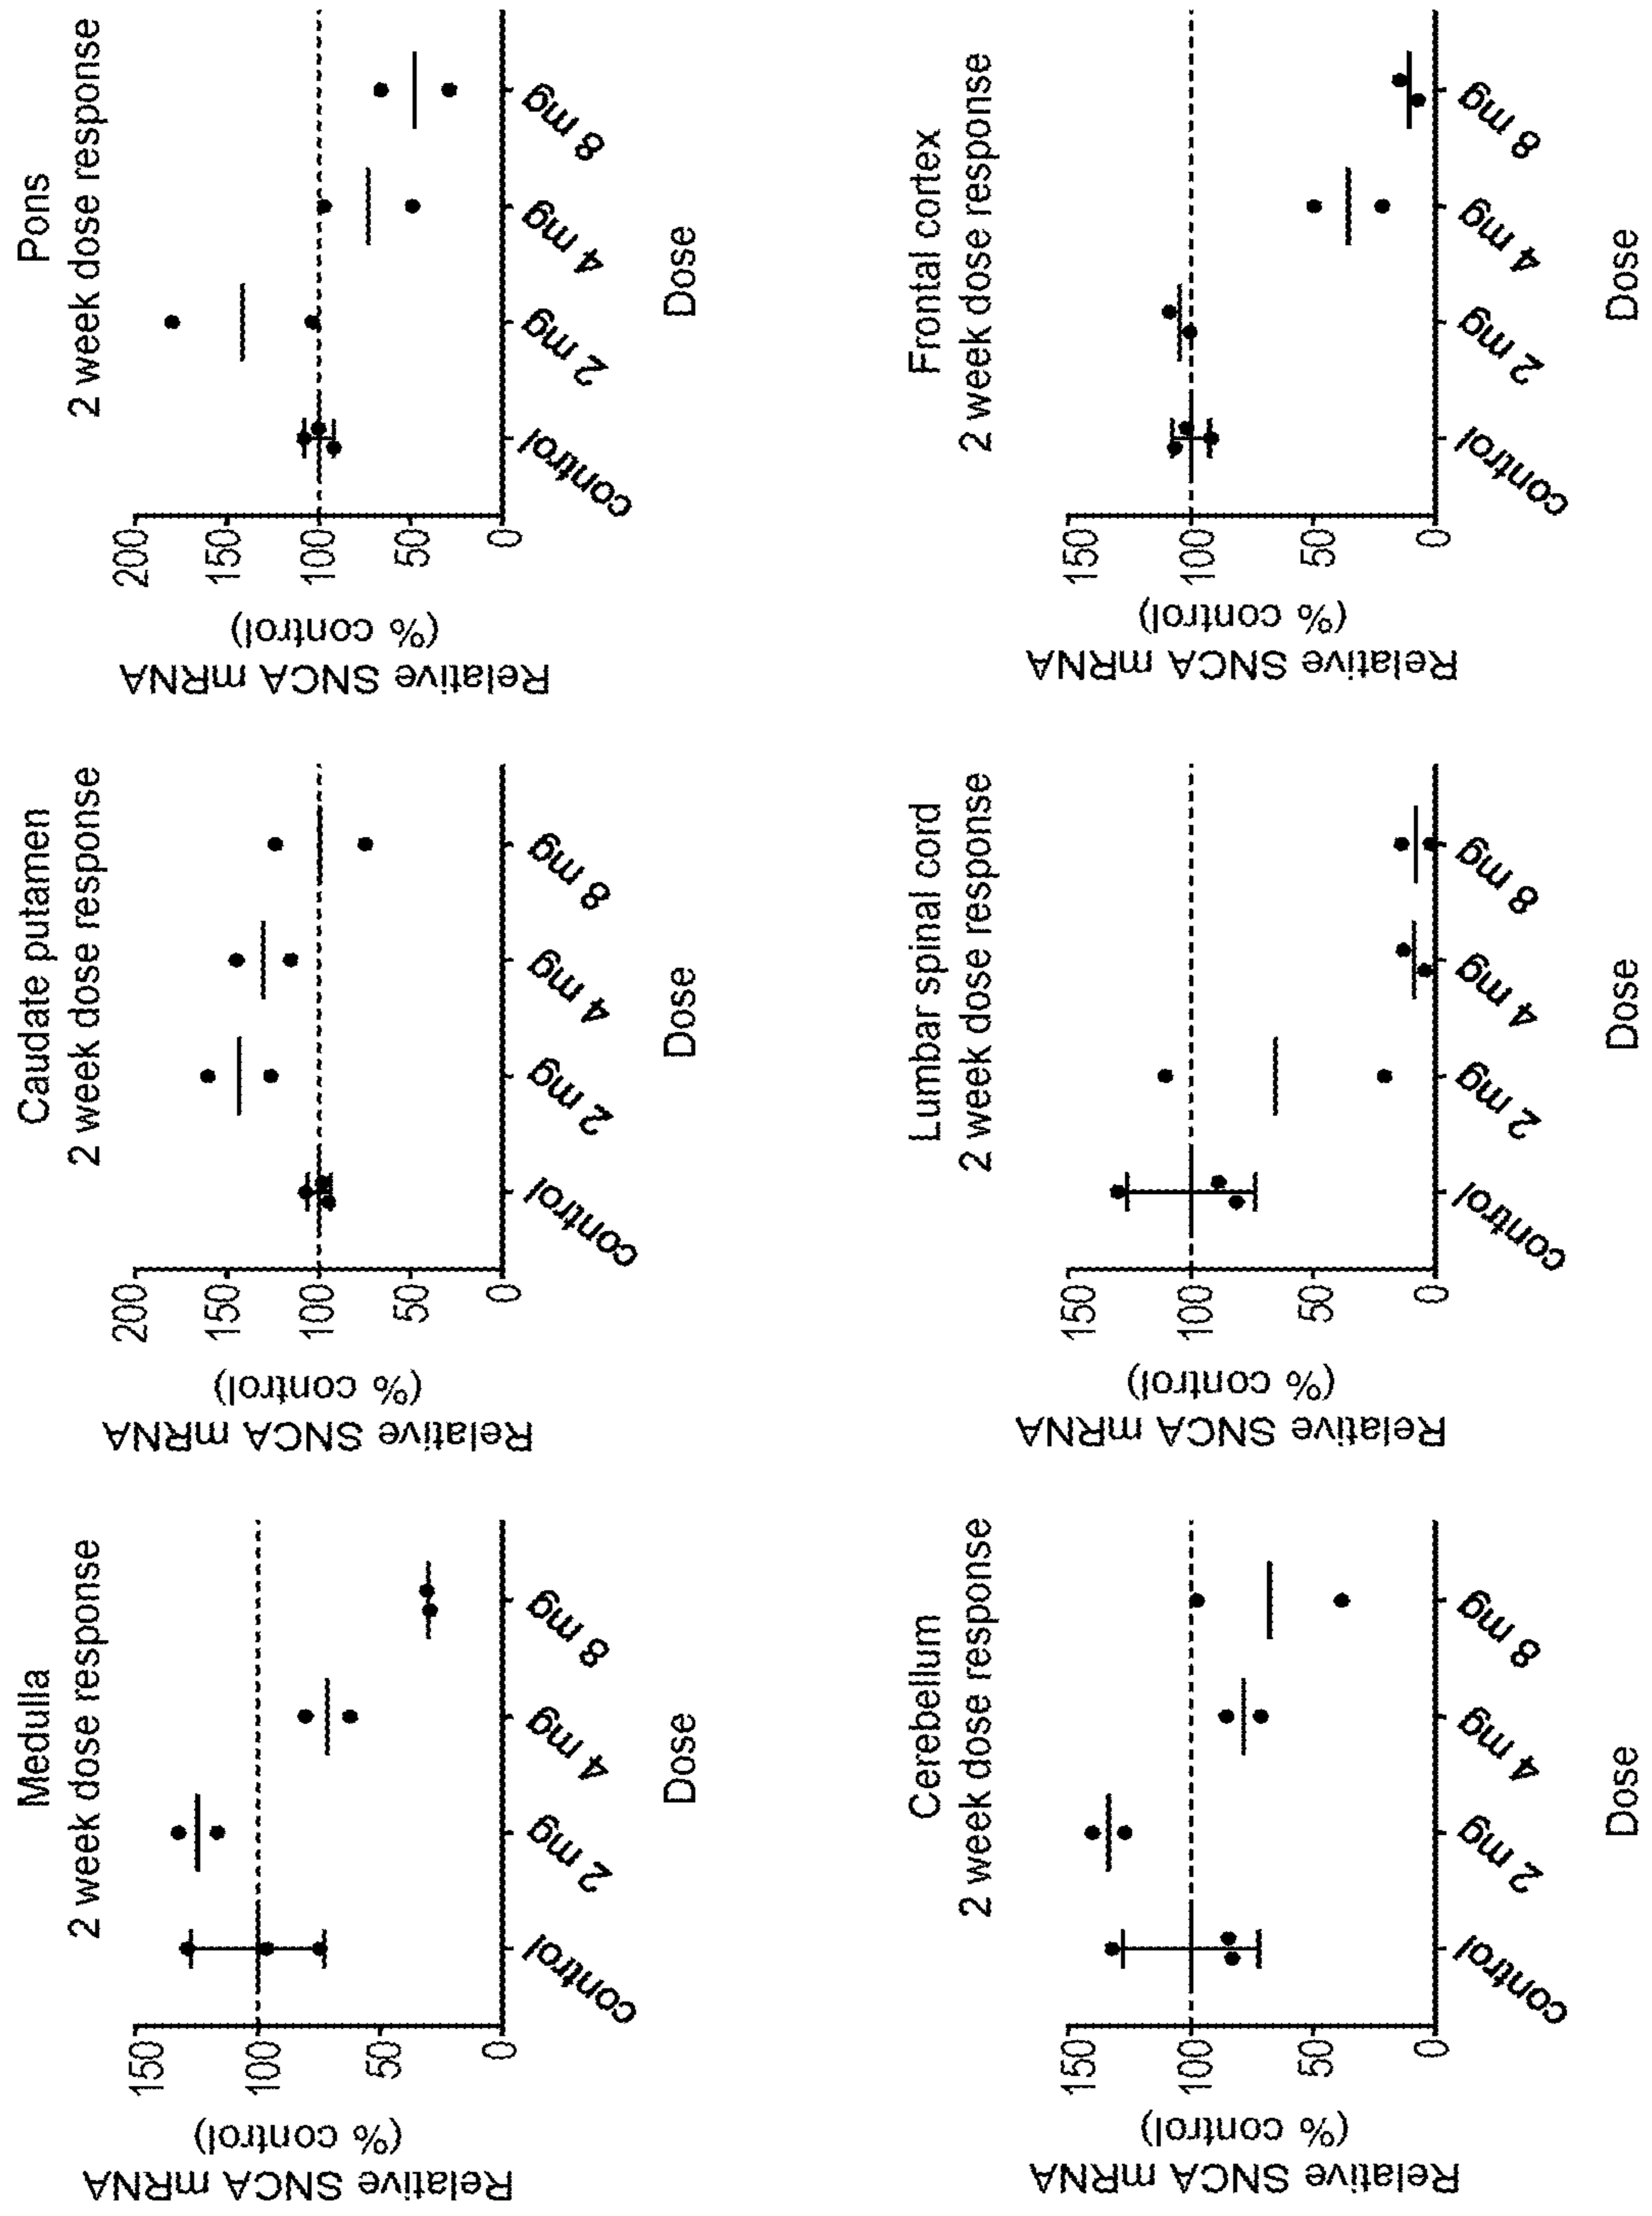 Medulla
2 week dose response
Relative SNCA mRNA
(% control)
150
100
50
0
control
2 mg
4 mg
8 mg
Dose
Caudate putamen
2 week dose response
Relative SNCA mRNA
(% control)
200
150
100
50
0
control
2 mg
4 mg
8 mg
Dose
Pons
2 week dose response
Relative SNCA mRNA
(% control)
200
150
100
50
0
control
2 mg
4 mg
8 mg
Dose
Cerebellum
2 week dose response
Relative SNCA mRNA
(% control)
150
100
50
0
control
2 mg
4 mg
8 mg
Dose
Lumbar spinal cord
2 week dose response
Relative SNCA mRNA
(% control)
150
100
50
0
control
2 mg
4 mg
8 mg
Dose
Frontal cortex
2 week dose response
Relative SNCA mRNA
(% control)
150
100
50
0
control
2 mg
4 mg
8 mg
Dose